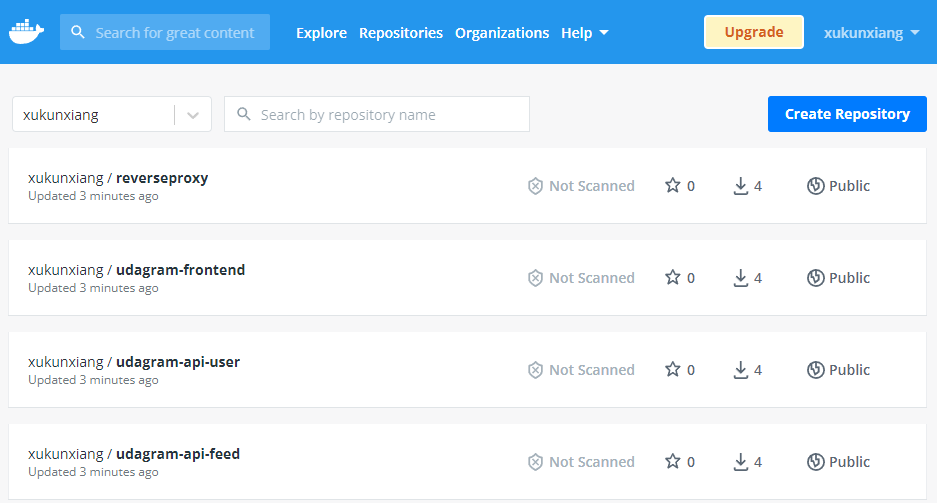 Search for great content Explore Repositories Organizations Help Upgrade xukunxiang
xukunxiang Search by repository name Create Repository
xukunxiang / reverseproxy Not Scanned 0 4 Public
Updated 3 minutes ago
xukunxiang / udagram-frontend Not Scanned 0 4 Public
Updated 3 minutes ago
xukunxiang / udagram-api-user Not Scanned 0 4 Public
Updated 3 minutes ago
xukunxiang / udagram-api-feed Not Scanned 0 4 Public
Updated 3 minutes ago